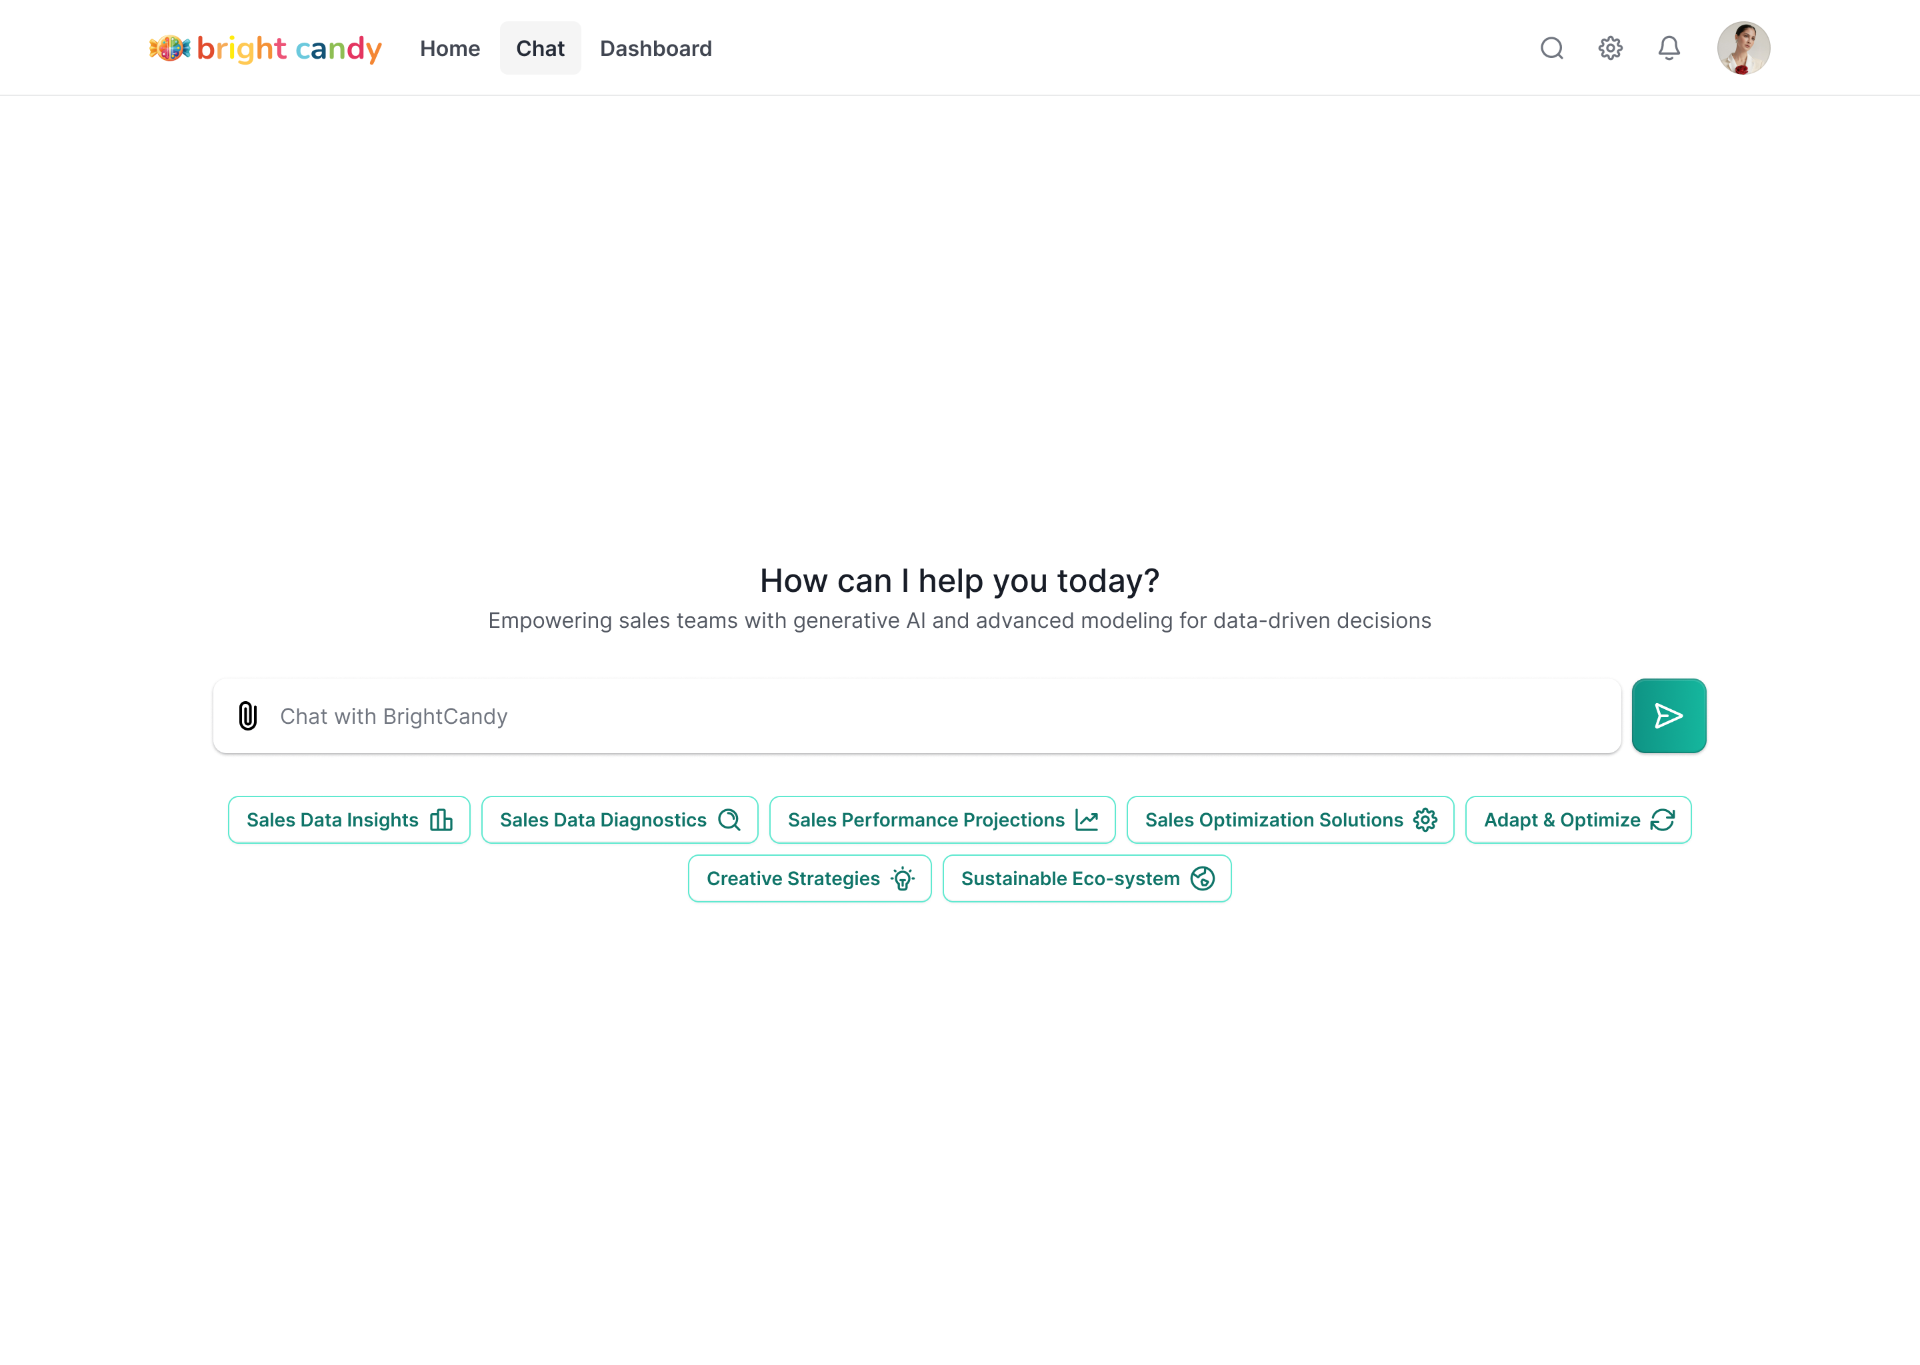 bright candy Home Chat Dashboard
How can I help you today?
Empowering sales teams with generative AI and advanced modeling for data-driven decisions
Chat with BrightCandy
Sales Data Insights Sales Data Diagnostics Sales Performance Projections Sales Optimization Solutions Adapt & Optimize
Creative Strategies Sustainable Eco-system